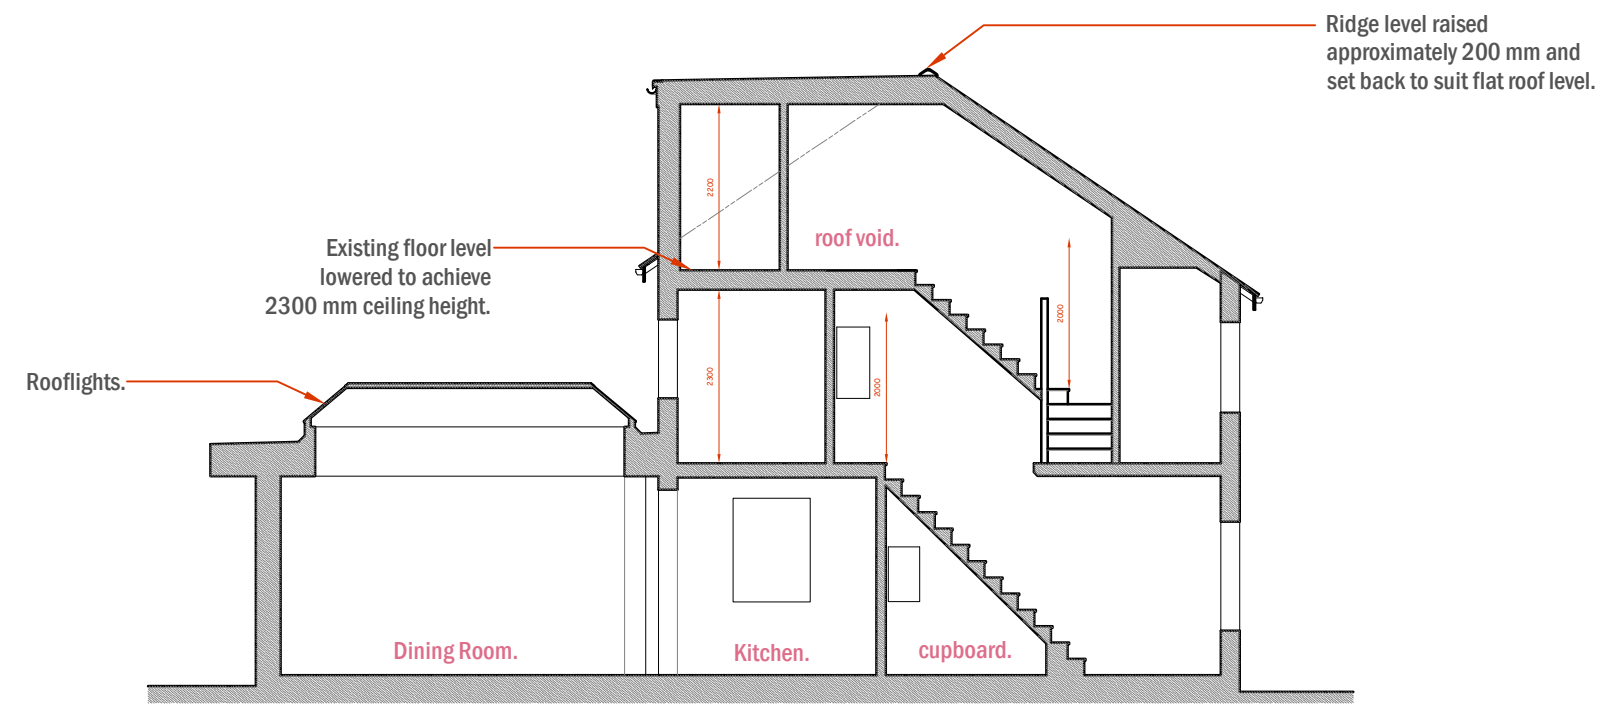 Ridge level raised
approximately 200 mm and
set back to suit flat roof level.
2200
roof void.
Existing floor level
lowered to achieve
2300 mm ceiling height.
2000
Rooflights.
2300
2000
Dining Room.
Kitchen.
cupboard.